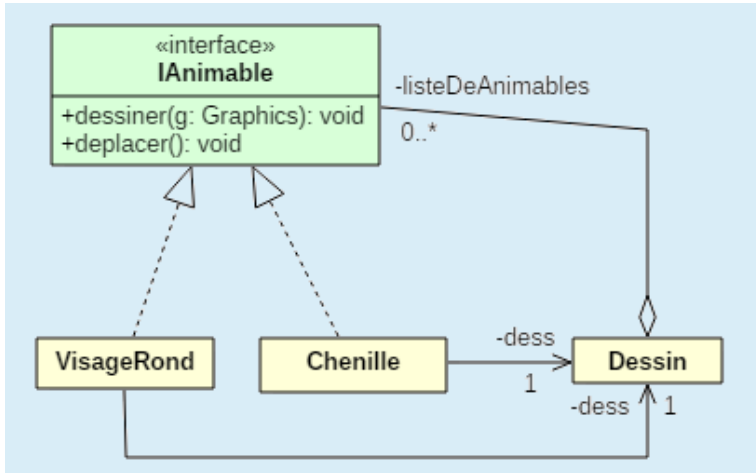 «interface»
IAnimable
+dessiner(g: Graphics): void
+deplacer(): void
-listeDeAnimables
0..*
VisageRond
Chenille
-dess
1
Dessin
-dess
1